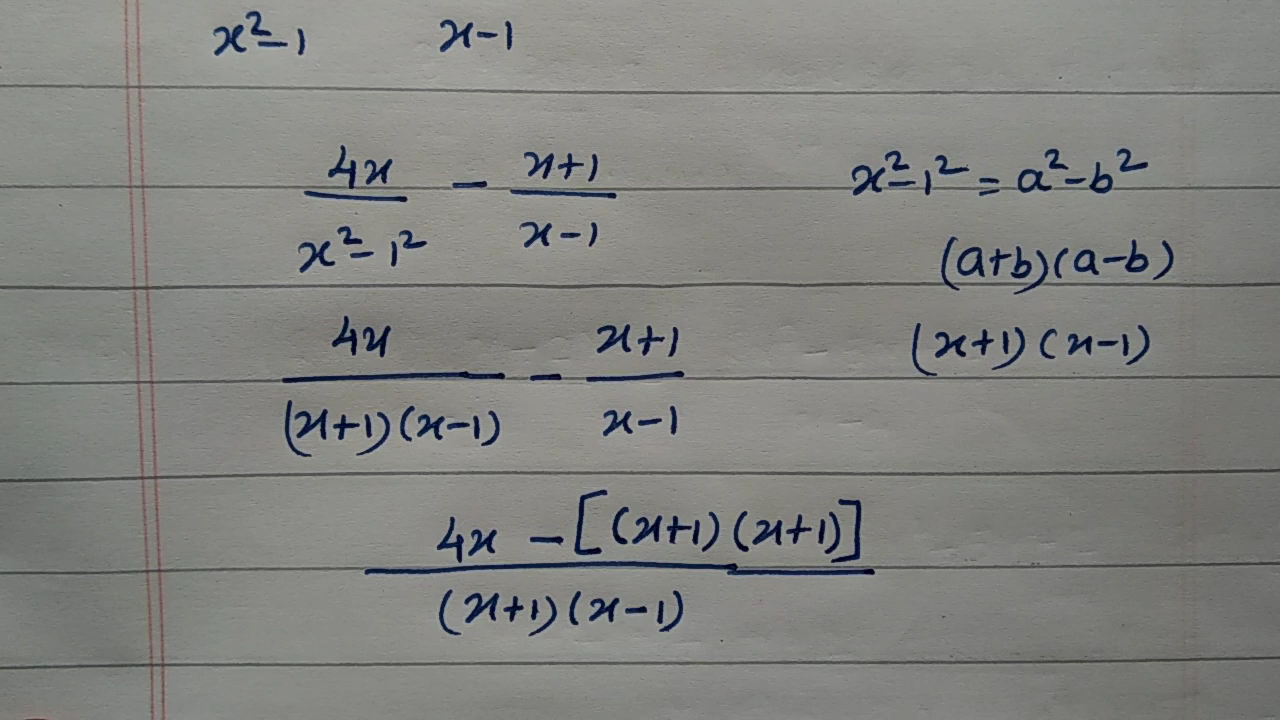 x²-1 x-1
4x/(x²-1²) - (x+1)/(x-1) x²-1² = a²-b²
(a+b)(a-b)
4x/((x+1)(x-1)) - (x+1)/(x-1) (x+1)(x-1)
(4x - [(x+1)(x+1)])/((x+1)(x-1))